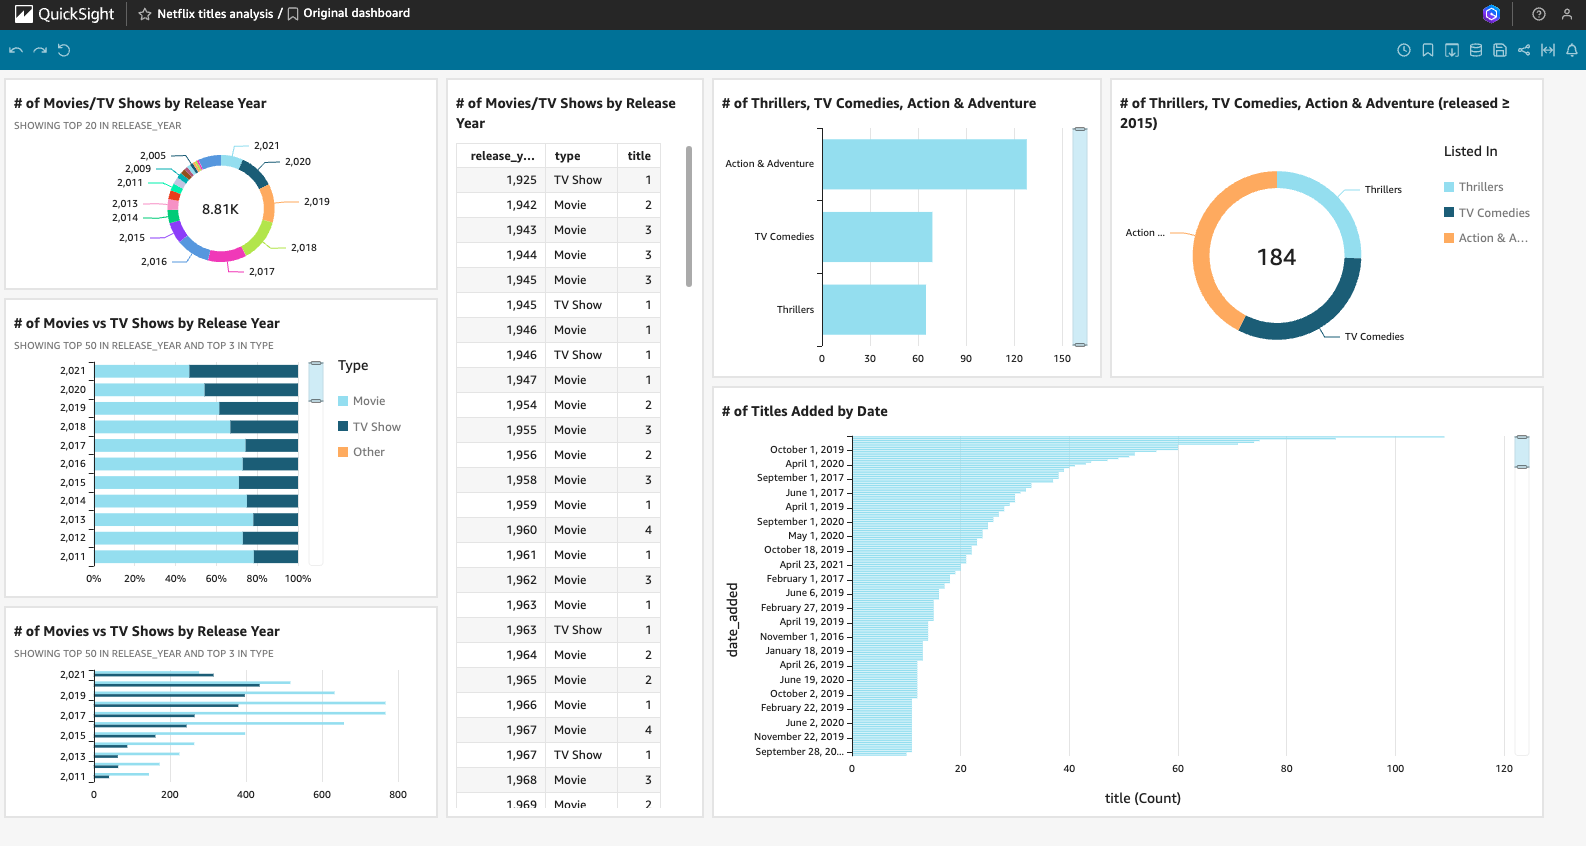 QuickSight
Netflix titles analysis / Original dashboard
# of Movies/TV Shows by Release Year
SHOWING TOP 20 IN RELEASE_YEAR
2,021
2,020
2,019
2,018
2,017
2,016
2,015
2,014
2,013
2,011
2,009
2,005
8.81K
# of Movies vs TV Shows by Release Year
SHOWING TOP 50 IN RELEASE_YEAR AND TOP 3 IN TYPE
2,021
2,020
2,019
2,018
2,017
2,016
2,015
2,014
2,013
2,012
2,011
0% 20% 40% 60% 80% 100%
Type
Movie
TV Show
Other
# of Movies vs TV Shows by Release Year
SHOWING TOP 50 IN RELEASE_YEAR AND TOP 3 IN TYPE
2,021
2,019
2,017
2,015
2,013
2,011
0 200 400 600 800
# of Movies/TV Shows by Release
Year
release_y... type title
1,925 TV Show 1
1,942 Movie 2
1,943 Movie 3
1,944 Movie 3
1,945 Movie 3
1,945 TV Show 1
1,946 Movie 1
1,946 TV Show 1
1,947 Movie 1
1,954 Movie 2
1,955 Movie 3
1,956 Movie 2
1,958 Movie 3
1,959 Movie 1
1,960 Movie 4
1,961 Movie 1
1,962 Movie 3
1,963 Movie 1
1,963 TV Show 1
1,964 Movie 2
1,965 Movie 2
1,966 Movie 1
1,967 Movie 4
1,967 TV Show 1
1,968 Movie 3
1,969 Movie 2
# of Thrillers, TV Comedies, Action & Adventure
Action & Adventure
TV Comedies
Thrillers
0 30 60 90 120 150
# of Thrillers, TV Comedies, Action & Adventure (released ≥
2015)
Listed In
Thrillers
TV Comedies
Action & A...
Thrillers
Action ...
184
TV Comedies
# of Titles Added by Date
date_added
October 1, 2019
April 1, 2020
September 1, 2017
June 1, 2017
April 1, 2019
September 1, 2020
May 1, 2020
October 18, 2019
April 23, 2021
February 1, 2017
June 6, 2019
February 27, 2019
April 19, 2019
November 1, 2016
January 18, 2019
April 26, 2019
June 19, 2020
October 2, 2019
February 22, 2019
June 2, 2020
November 22, 2019
September 28, 20...
0 20 40 60 80 100 120
title (Count)